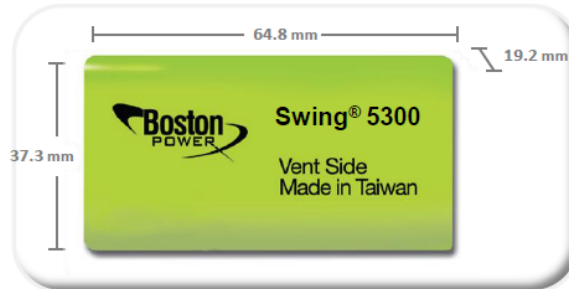 64.8 mm
19.2 mm
37.3 mm
Boston
POWER
Swing® 5300
Vent Side
Made in Taiwan